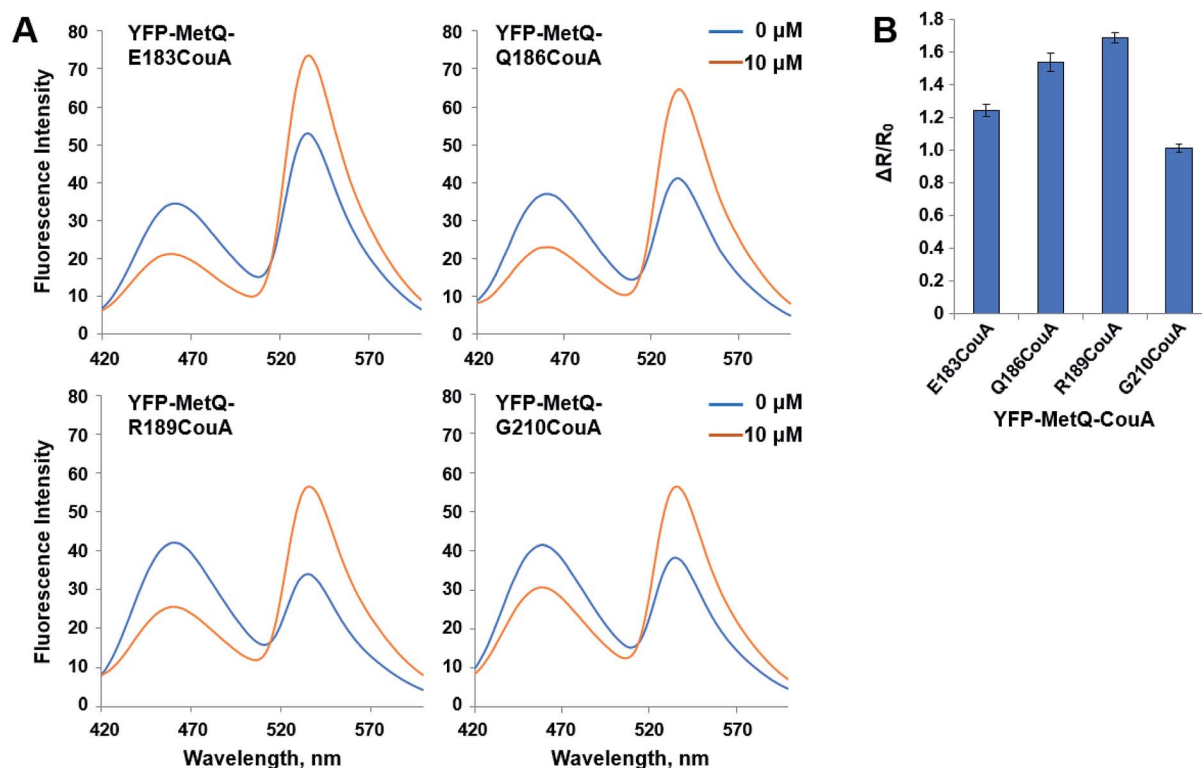 A
YFP-MetQ-
E183CouA
Fluorescence Intensity
80
70
60
50
40
30
20
10
0
420
470
520
570
YFP-MetQ-
Q186CouA
0 µM
10 µM
80
70
60
50
40
30
20
10
0
420
470
520
570
YFP-MetQ-
R189CouA
Fluorescence Intensity
80
70
60
50
40
30
20
10
0
420
470
520
570
Wavelength, nm
YFP-MetQ-
G210CouA
0 µM
10 µM
80
70
60
50
40
30
20
10
0
420
470
520
570
Wavelength, nm
B
ΔR/R₀
1.8
1.6
1.4
1.2
1.0
0.8
0.6
0.4
0.2
0
E183CouA
Q186CouA
R189CouA
G210CouA
YFP-MetQ-CouA